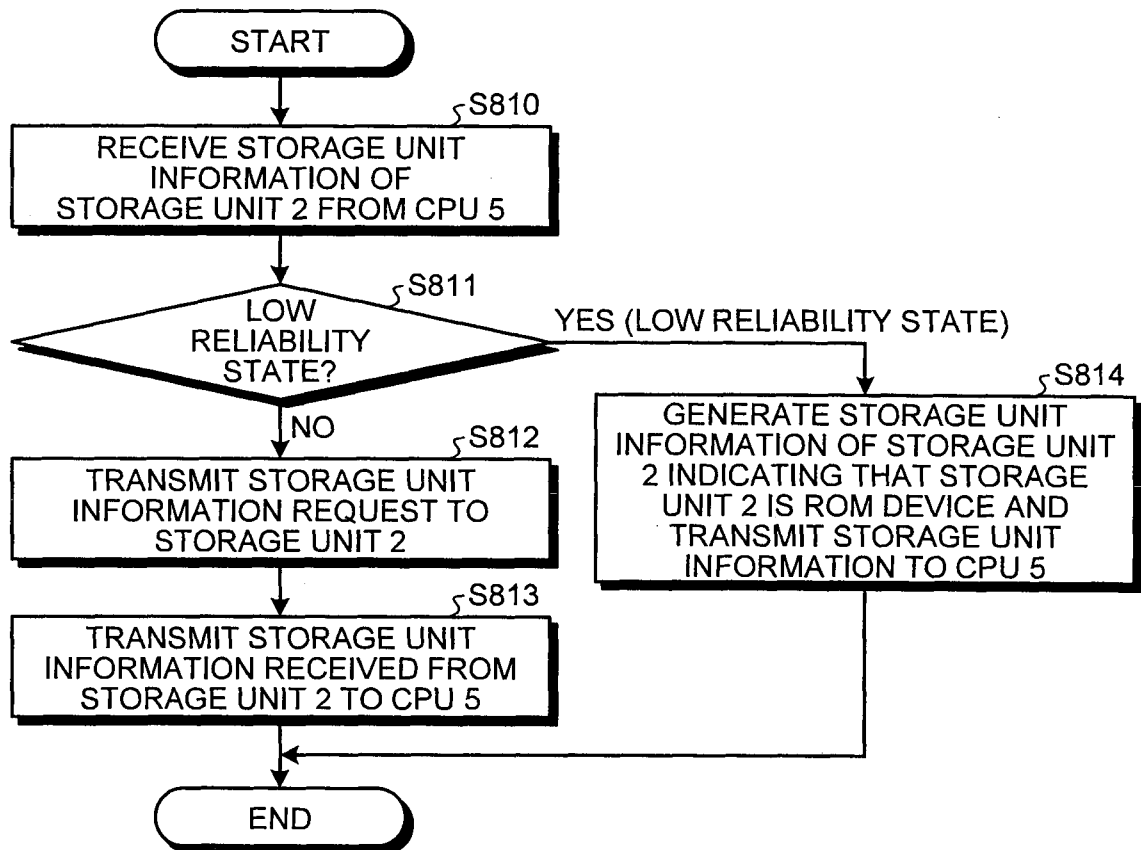 START
S810
RECEIVE STORAGE UNIT
INFORMATION OF
STORAGE UNIT 2 FROM CPU 5
S811
LOW
RELIABILITY
STATE?
YES (LOW RELIABILITY STATE)
NO
S812
TRANSMIT STORAGE UNIT
INFORMATION REQUEST TO
STORAGE UNIT 2
S813
TRANSMIT STORAGE UNIT
INFORMATION RECEIVED FROM
STORAGE UNIT 2 TO CPU 5
S814
GENERATE STORAGE UNIT
INFORMATION OF STORAGE UNIT
2 INDICATING THAT STORAGE
UNIT 2 IS ROM DEVICE AND
TRANSMIT STORAGE UNIT
INFORMATION TO CPU 5
END